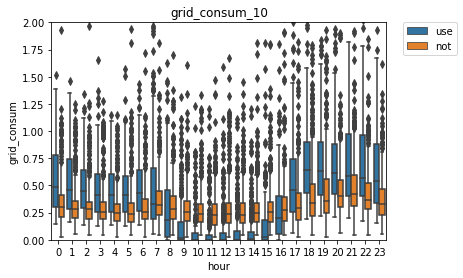 grid_consum_10
use
not
grid_consum
2.00
1.75
1.50
1.25
1.00
0.75
0.50
0.25
0.00
0 1 2 3 4 5 6 7 8 9 10 11 12 13 14 15 16 17 18 19 20 21 22 23
hour